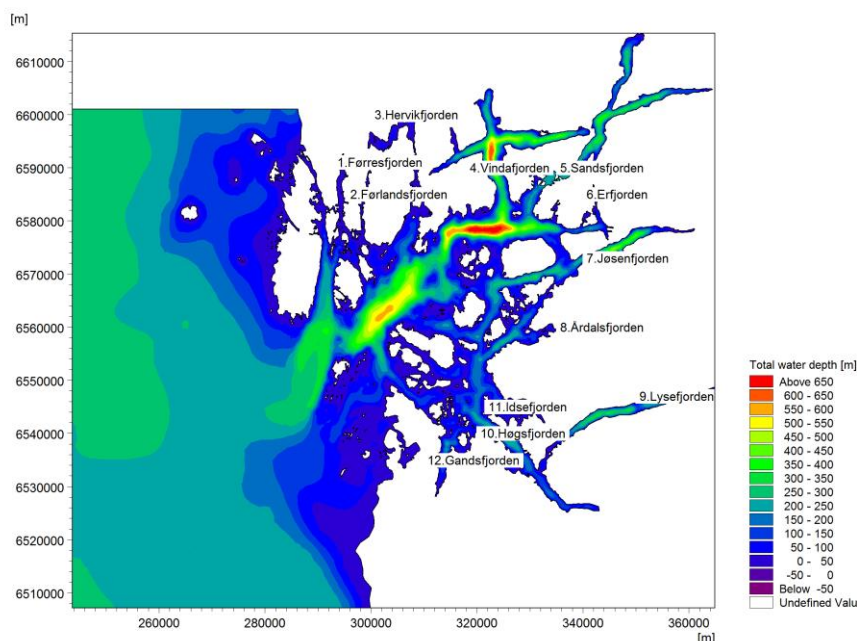 [m]
6610000
6600000
3.Hervikfjorden
6590000
1.Førresfjorden
4.Vindafjorden
5.Sandsfjorden
2.Førlandsfjorden
6.Erfjorden
6580000
6570000
7.Jøsenfjorden
6560000
8.Årdalsfjorden
6550000
9.Lysefjorden
11.Idsefjorden
6540000
10.Høgsfjorden
12.Gandsfjorden
6530000
6520000
6510000
260000 280000 300000 320000 340000 360000
[m]
Total water depth [m]
Above 650
600 - 650
550 - 600
500 - 550
450 - 500
400 - 450
350 - 400
300 - 350
250 - 300
200 - 250
150 - 200
100 - 150
50 - 100
0 - 50
-50 - 0
Below -50
Undefined Valu